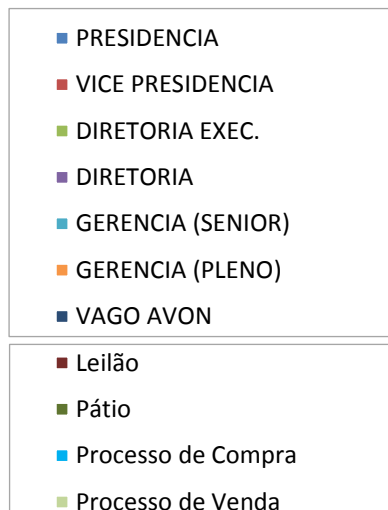 PRESIDENCIA
VICE PRESIDENCIA
DIRETORIA EXEC.
DIRETORIA
GERENCIA (SENIOR)
GERENCIA (PLENO)
VAGO AVON
Leilão
Pátio
Processo de Compra
Processo de Venda